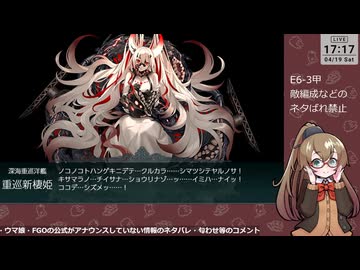 LIVE
17:17
04/19 Sat
E6-3甲
敵編成などの
ネタばれ禁止
深海重巡洋艦
重巡新棲姫
ソコノコトハンゲキニデテ…クルカラ……シマツシテヤルノサ！
キサマラノ…チイサナ…ショウリナゾ…ッ……イミハ…ナイッ！
ココデ…シズメッ……！
・ウマ娘・FGOの公式がアナウンスしていない情報のネタバレ・匂わせ等のコメント